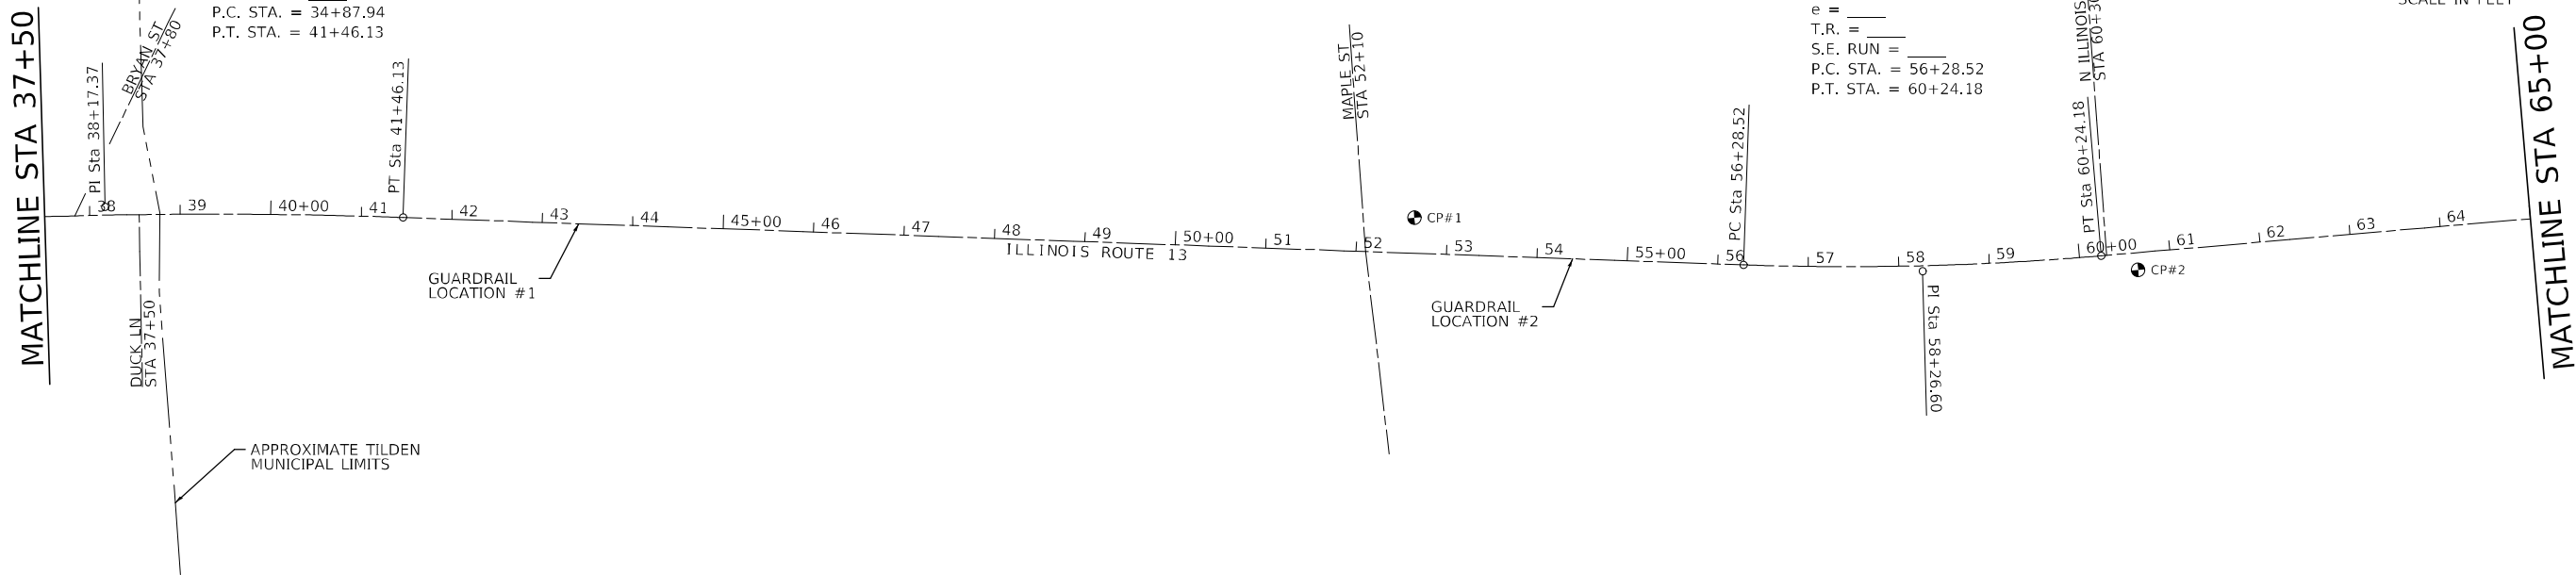 MATCHLINE STA 37+50
P.C. STA. = 34+87.94
P.T. STA. = 41+46.13
BRYAN ST
STA 37+80
PI Sta 38+17.37
PT Sta 41+46.13
MAPLE ST
STA 52+10
e = ____
T.R. = ____
S.E. RUN = ____
P.C. STA. = 56+28.52
P.T. STA. = 60+24.18
PC Sta 56+28.52
N ILLINOIS
PT Sta 60+24.18
SCALE IN FEET
MATCHLINE STA 65+00
38
39
40+00
41
42
43
44
45+00
46
47
48
49
50+00
51
52
53
54
55+00
56
57
58
59
60+00
61
62
63
64
CP#1
CP#2
ILLINOIS ROUTE 13
GUARDRAIL
LOCATION #1
GUARDRAIL
LOCATION #2
PI Sta 58+26.60
DUCK LN
STA 37+50
APPROXIMATE TILDEN
MUNICIPAL LIMITS